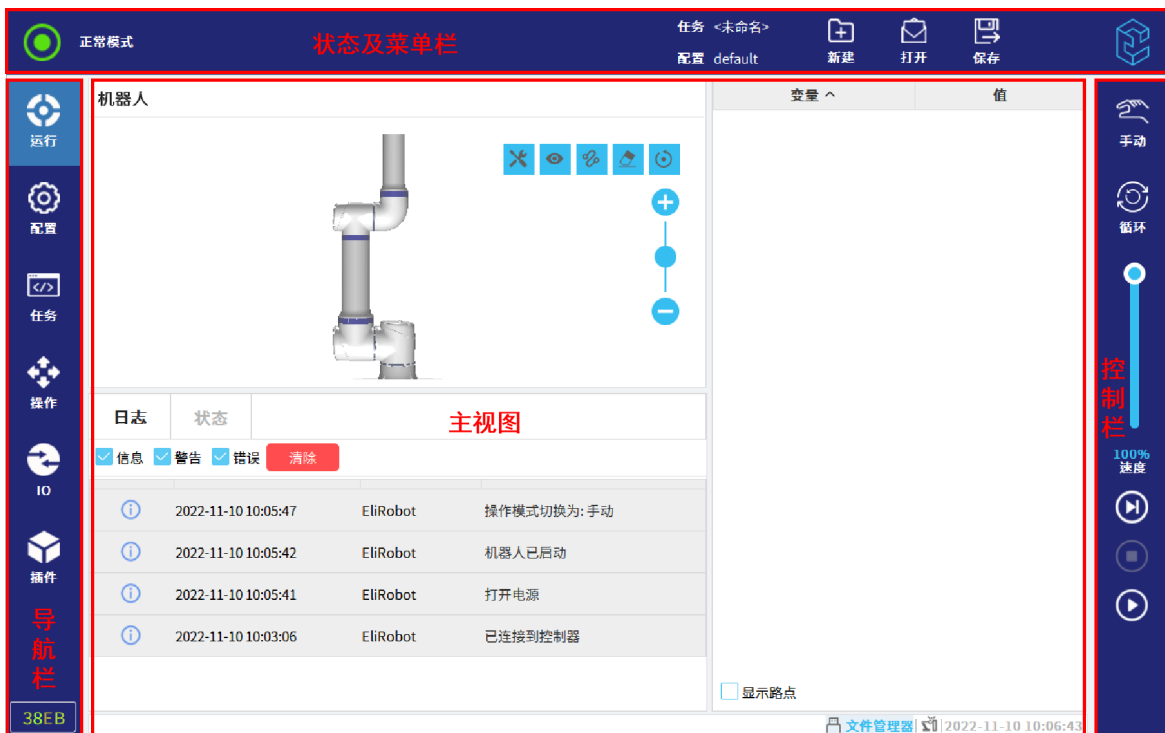 正常模式
状态及菜单栏
任务 <未命名>
配置 default
新建
打开
保存
运行
配置
任务
操作
IO
插件
导航栏
38EB
机器人
日志 状态
主视图
信息 警告 错误 清除
2022-11-10 10:05:47 EliRobot 操作模式切换为: 手动
2022-11-10 10:05:42 EliRobot 机器人已启动
2022-11-10 10:05:41 EliRobot 打开电源
2022-11-10 10:03:06 EliRobot 已连接到控制器
变量 值
显示路点
文件管理器 2022-11-10 10:06:43
手动
循环
控制栏
100%
速度